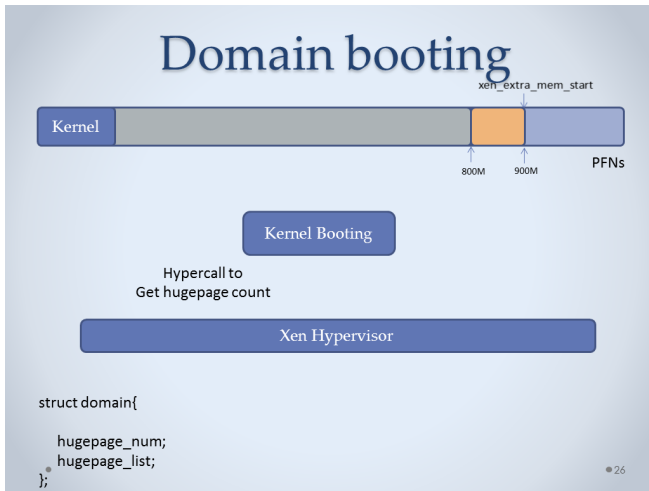 Domain booting
xen_extra_mem_start
Kernel
800M
900M
PFNs
Kernel Booting
Hypercall to
Get hugepage count
Xen Hypervisor
struct domain{
hugepage_num;
hugepage_list;
};
26